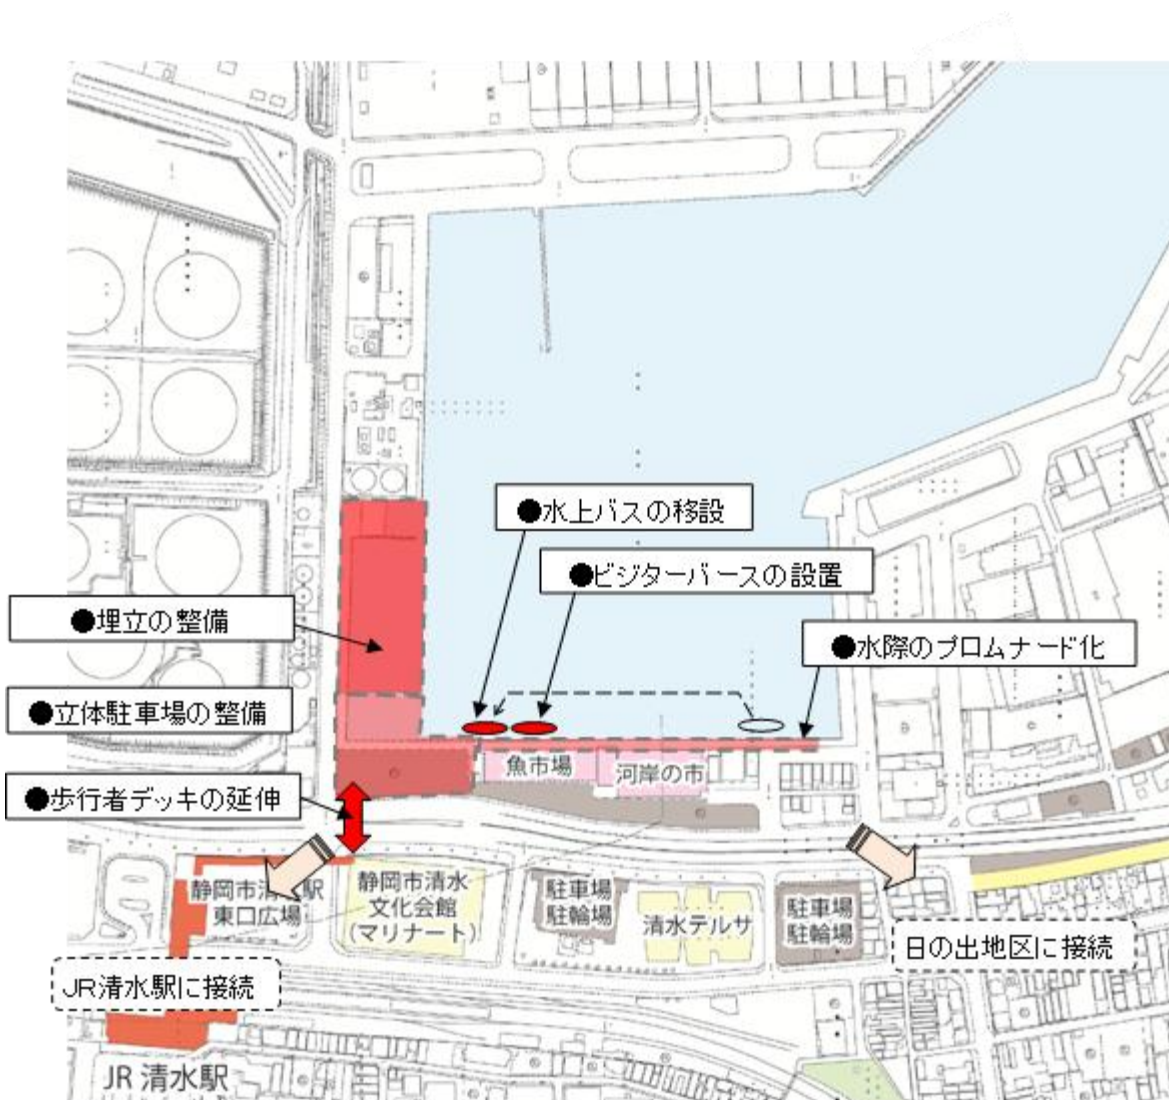 ●水上バスの移設
●ビジターバースの設置
●埋立の整備
●水際のプロムナード化
●立体駐車場の整備
魚市場
河岸の市
●歩行者デッキの延伸
静岡市清水駅
東口広場
静岡市清水
文化会館
(マリナート)
駐車場
駐輪場
清水テルサ
駐車場
駐輪場
日の出地区に接続
JR清水駅に接続
JR 清水駅